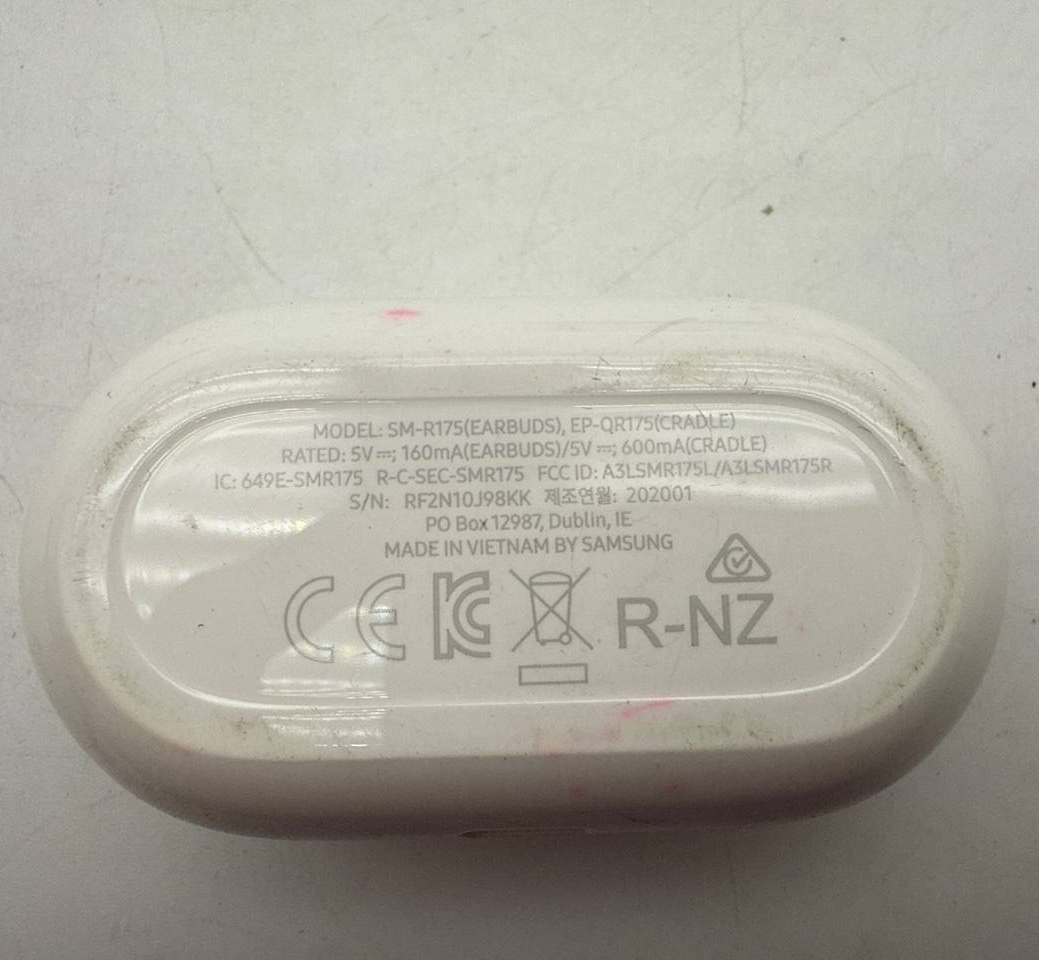 MODEL: SM-R175(EARBUDS), EP-QR175(CRADLE)
RATED: 5V⎓; 160mA(EARBUDS)/5V⎓; 600mA(CRADLE)
IC: 649E-SMR175 R-C-SEC-SMR175 FCC ID: A3LSMR175L/A3LSMR175R
S/N: RF2N10J98KK 제조연월: 202001
PO Box 12987, Dublin, IE
MADE IN VIETNAM BY SAMSUNG
CE KC R-NZ